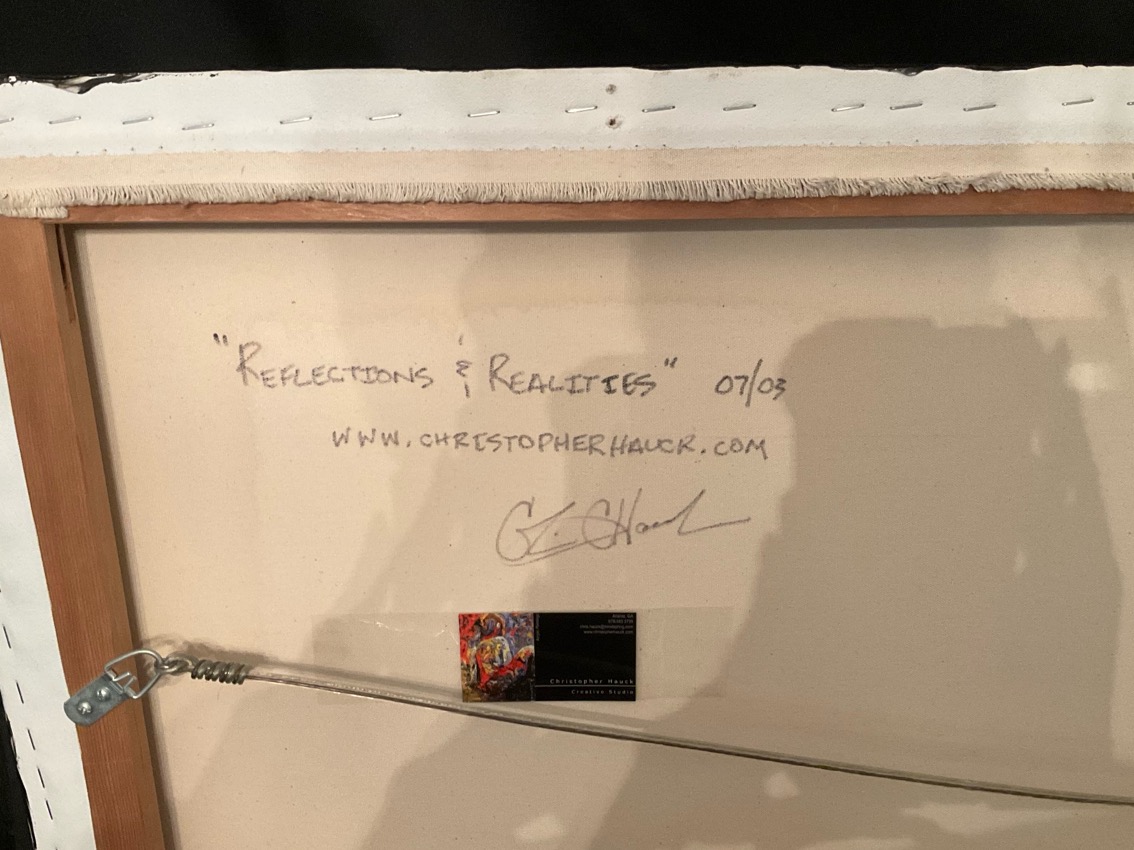 "REFLECTIONS & REALITIES" 07/03
WWW.CHRISTOPHERHAUCK.COM
Christopher Hauck
Creative Studio